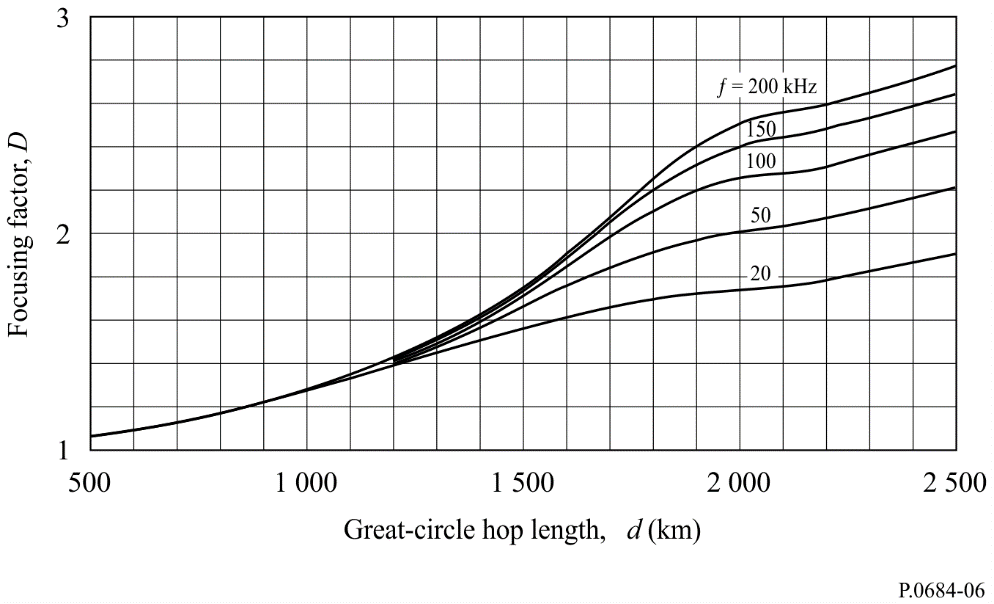 3
f = 200 kHz
150
100
50
2
20
1
500 1 000 1 500 2 000 2 500
Great-circle hop length, d (km)
Focusing factor, D
P.0684-06